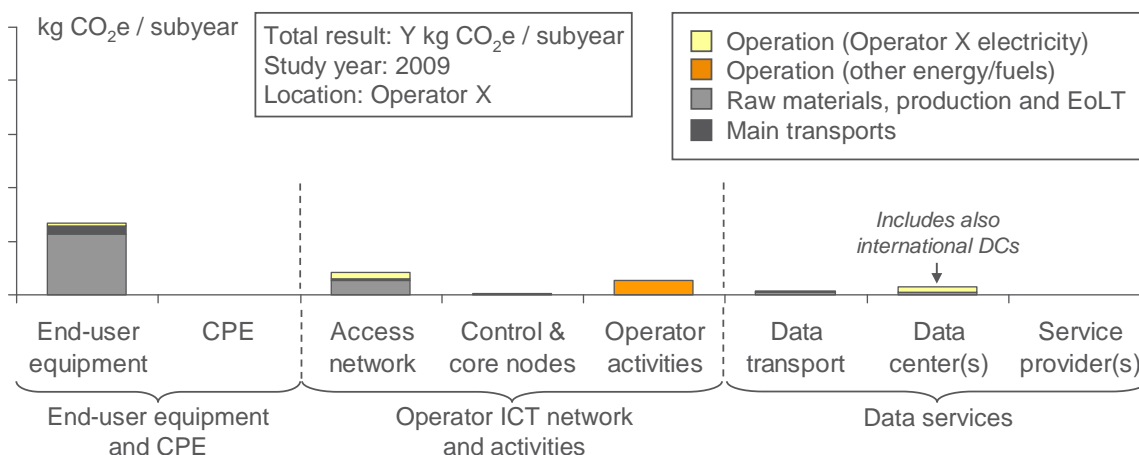 kg CO₂e / subyear
Total result: Y kg CO₂e / subyear
Study year: 2009
Location: Operator X
Operation (Operator X electricity)
Operation (other energy/fuels)
Raw materials, production and EoLT
Main transports
Includes also
international DCs
End-user
equipment
CPE
Access
network
Control &
core nodes
Operator
activities
Data
transport
Data
center(s)
Service
provider(s)
End-user equipment
and CPE
Operator ICT network
and activities
Data services